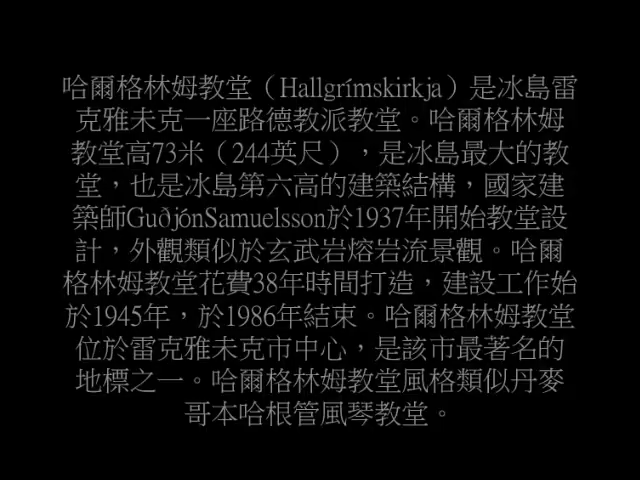 哈爾格林姆教堂（Hallgrímskirkja）是冰島雷
克雅未克一座路德教派教堂。哈爾格林姆
教堂高73米（244英尺），是冰島最大的教
堂，也是冰島第六高的建築結構，國家建
築師GuðjónSamuelsson於1937年開始教堂設
計，外觀類似於玄武岩熔岩流景觀。哈爾
格林姆教堂花費38年時間打造，建設工作始
於1945年，於1986年結束。哈爾格林姆教堂
位於雷克雅未克市中心，是該市最著名的
地標之一。哈爾格林姆教堂風格類似丹麥
哥本哈根管風琴教堂。